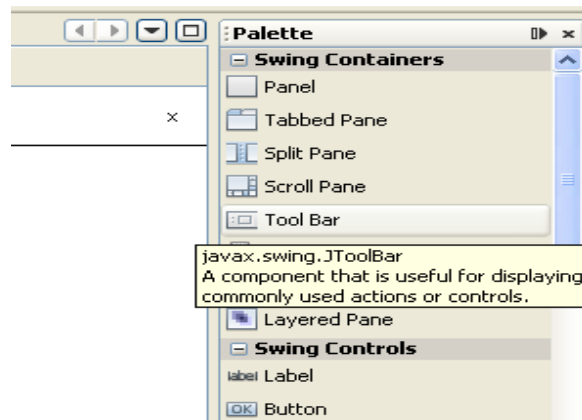 Palette
Swing Containers
Panel
Tabbed Pane
Split Pane
Scroll Pane
Tool Bar
javax.swing.JToolBar
A component that is useful for displaying
commonly used actions or controls.
Layered Pane
Swing Controls
label Label
OK Button